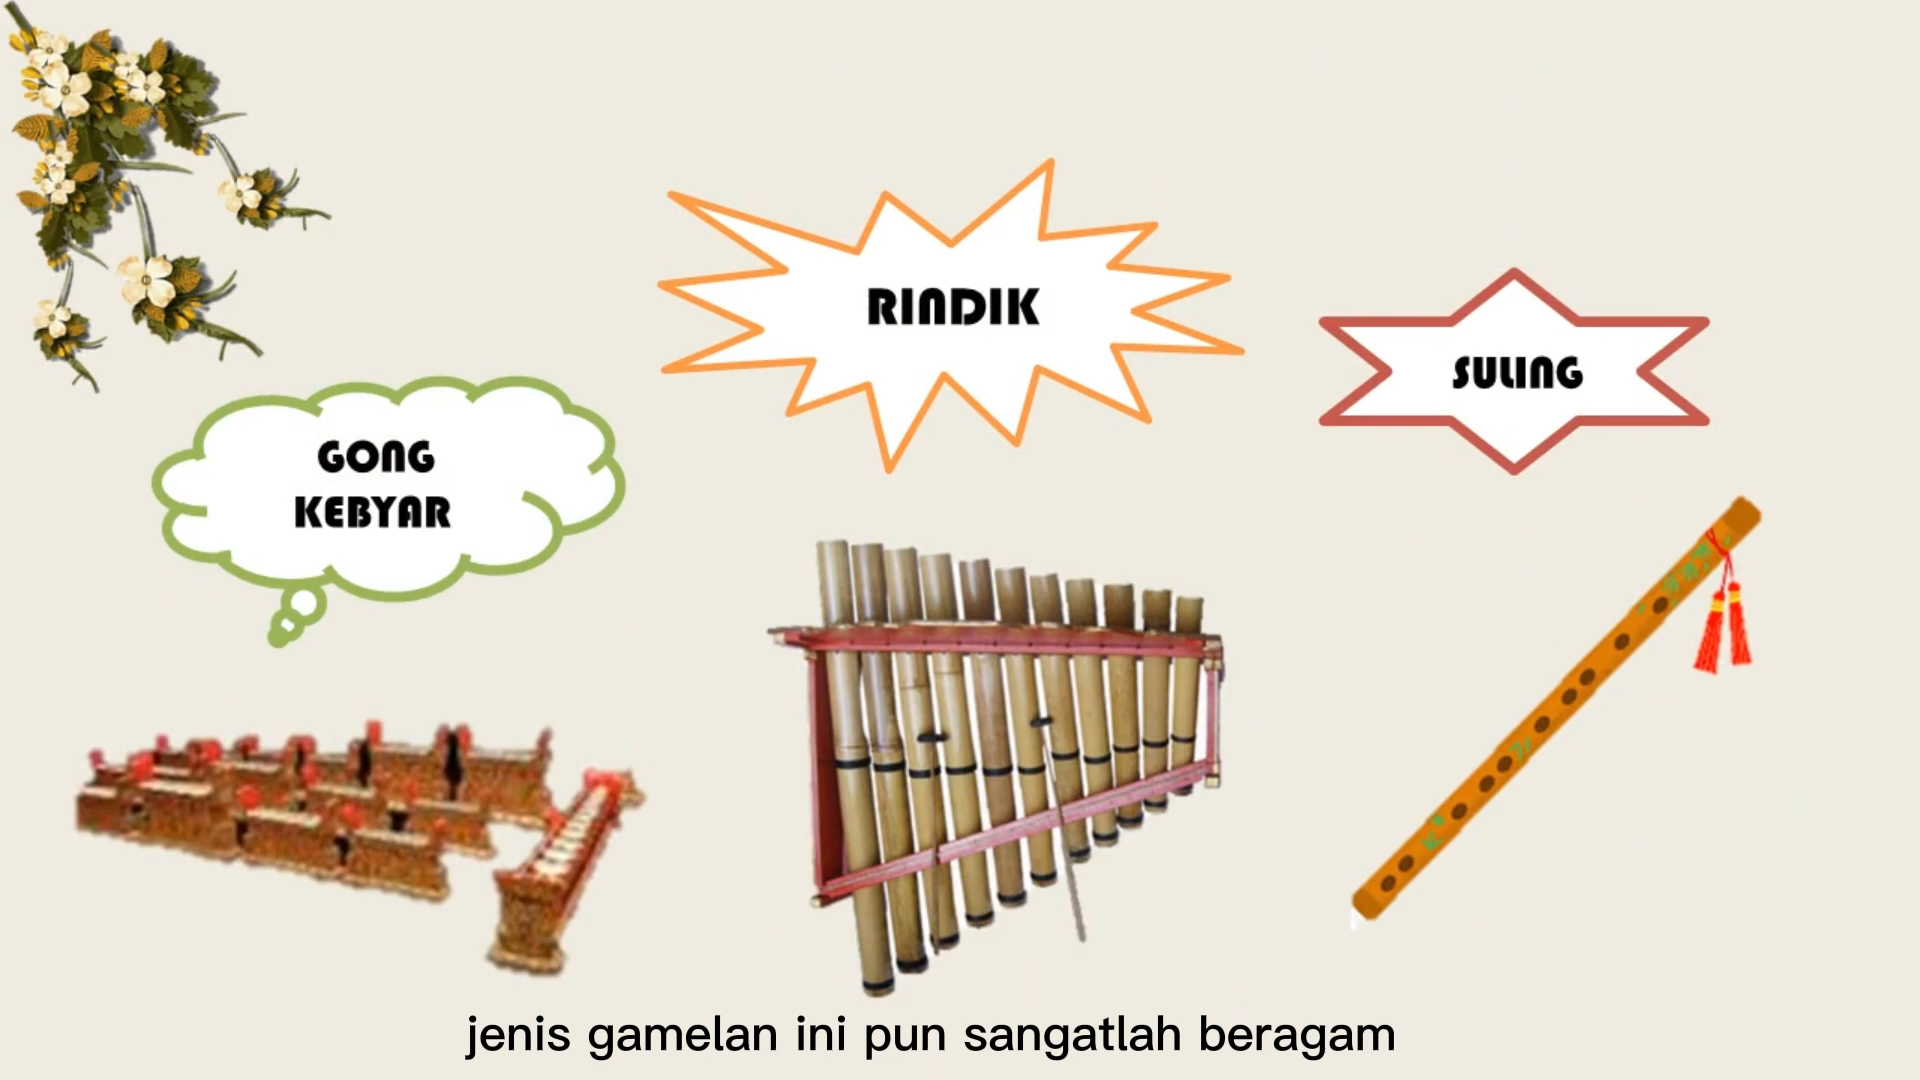 RINDIK
SULING
GONG
KEBYAR
jenis gamelan ini pun sangatlah beragam